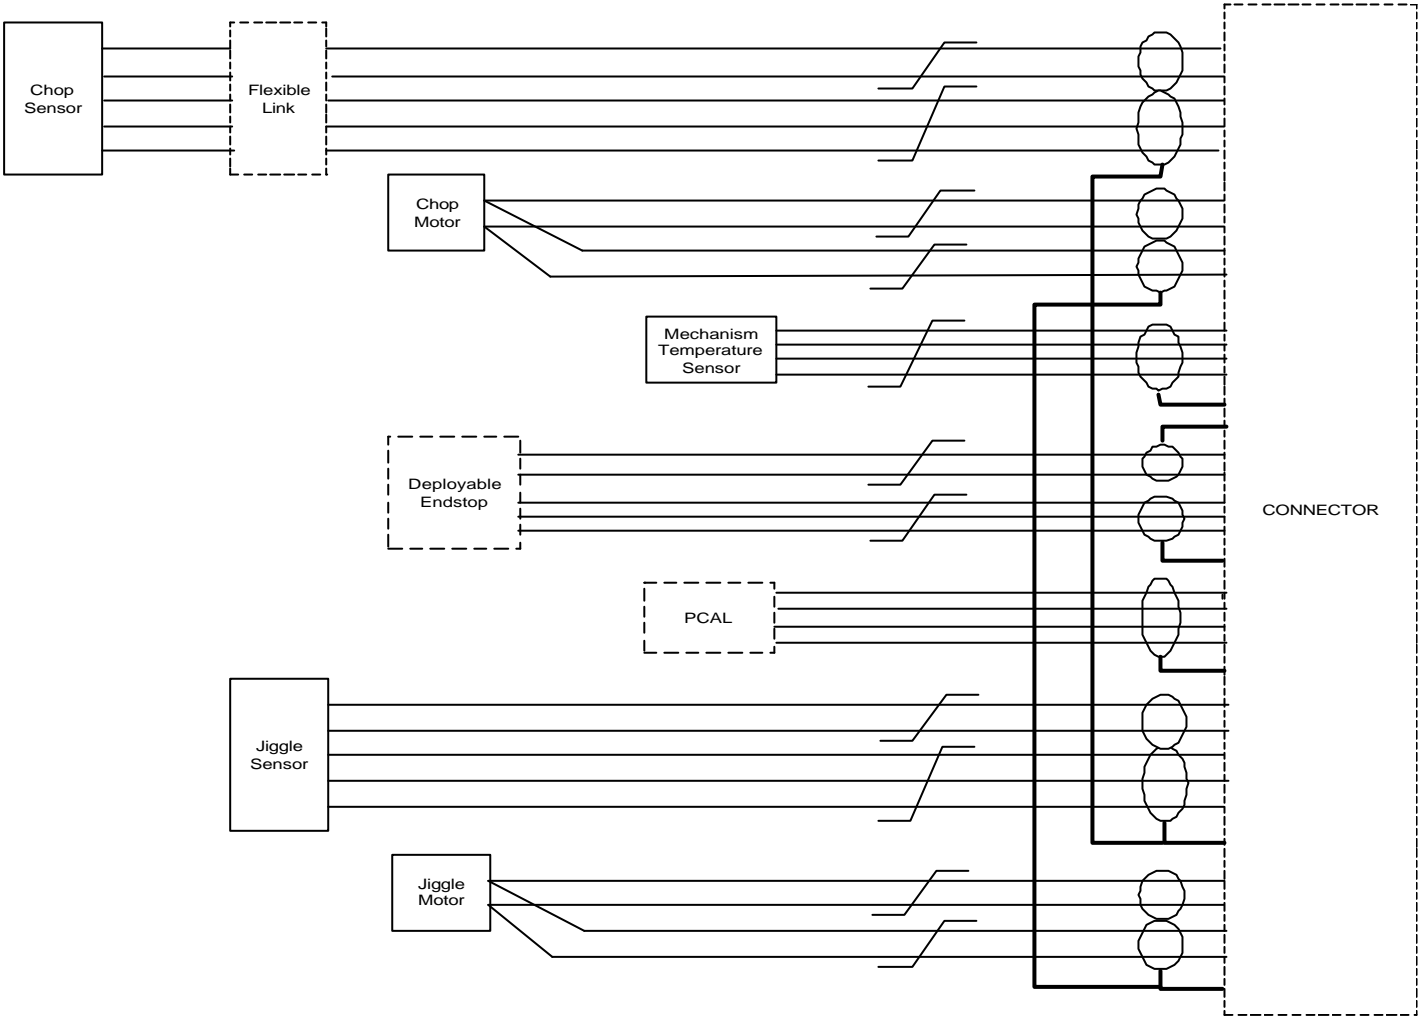 Chop
Sensor
Flexible
Link
Chop
Motor
Mechanism
Temperature
Sensor
Deployable
Endstop
CONNECTOR
PCAL
Jiggle
Sensor
Jiggle
Motor